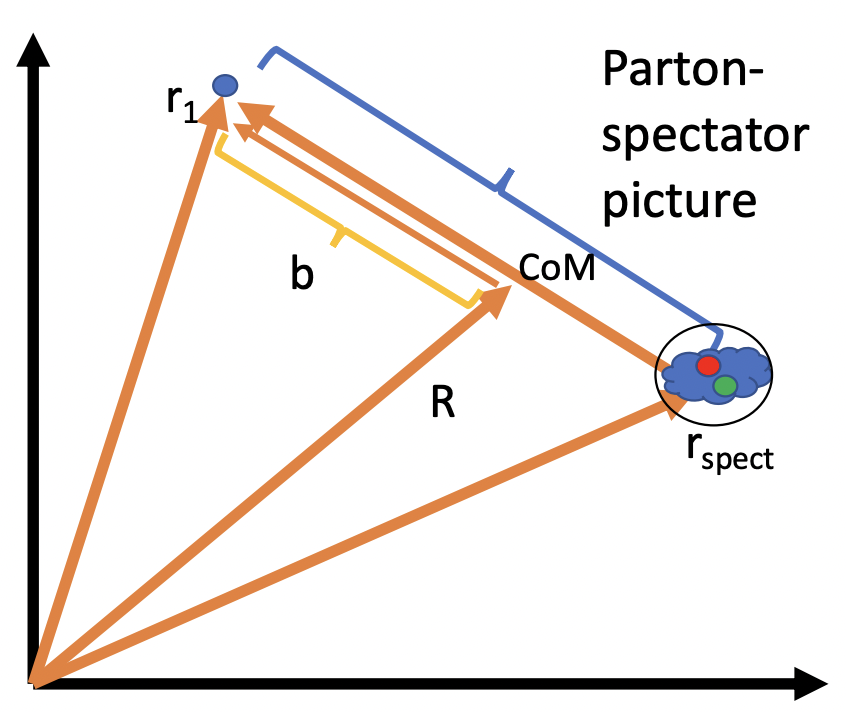 Parton-
spectator
picture
r1
CoM
b
R
rspect